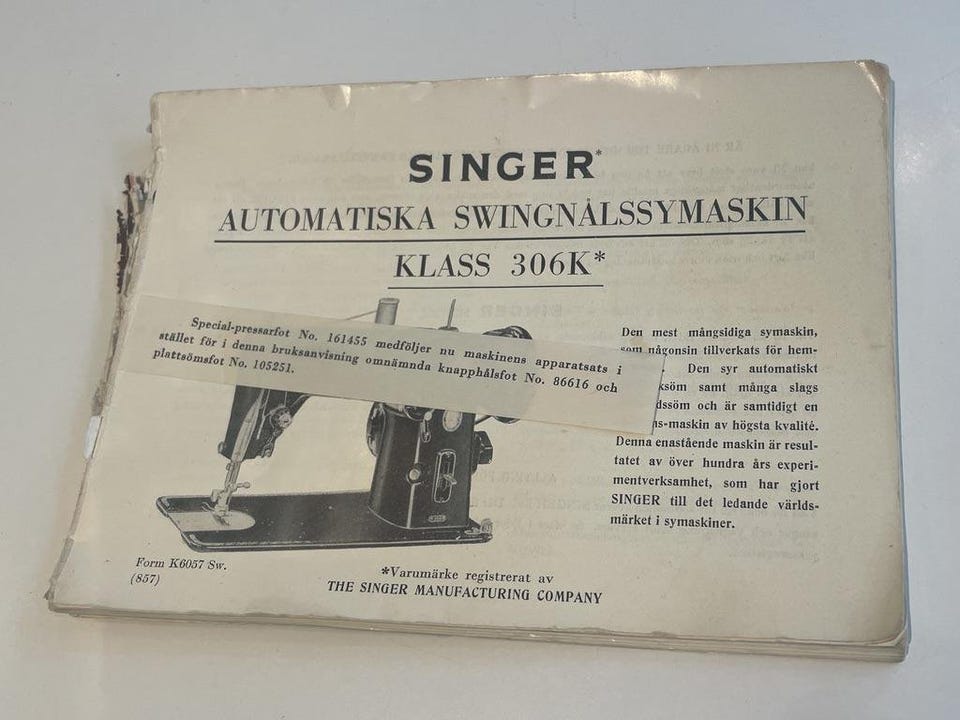 SINGER*
AUTOMATISKA SWINGNÅLSSYMASKIN
KLASS 306K*
Special-pressarfot No. 161455 medföljer nu maskinens apparatsats i
stället för i denna bruksanvisning omnämnda knapphålsfot No. 86616 och
plattsömsfot No. 105251.
Den mest mångsidiga symaskin,
som någonsin tillverkats för hem-
Den syr automatiskt
samt många slags
och är samtidigt en
av högsta kvalité.
Denna enastående maskin är resul-
tatet av över hundra års experi-
mentverksamhet, som har gjort
SINGER till det ledande världs-
märket i symaskiner.
Form K6057 Sw.
(857)
*Varumärke registrerat av
THE SINGER MANUFACTURING COMPANY